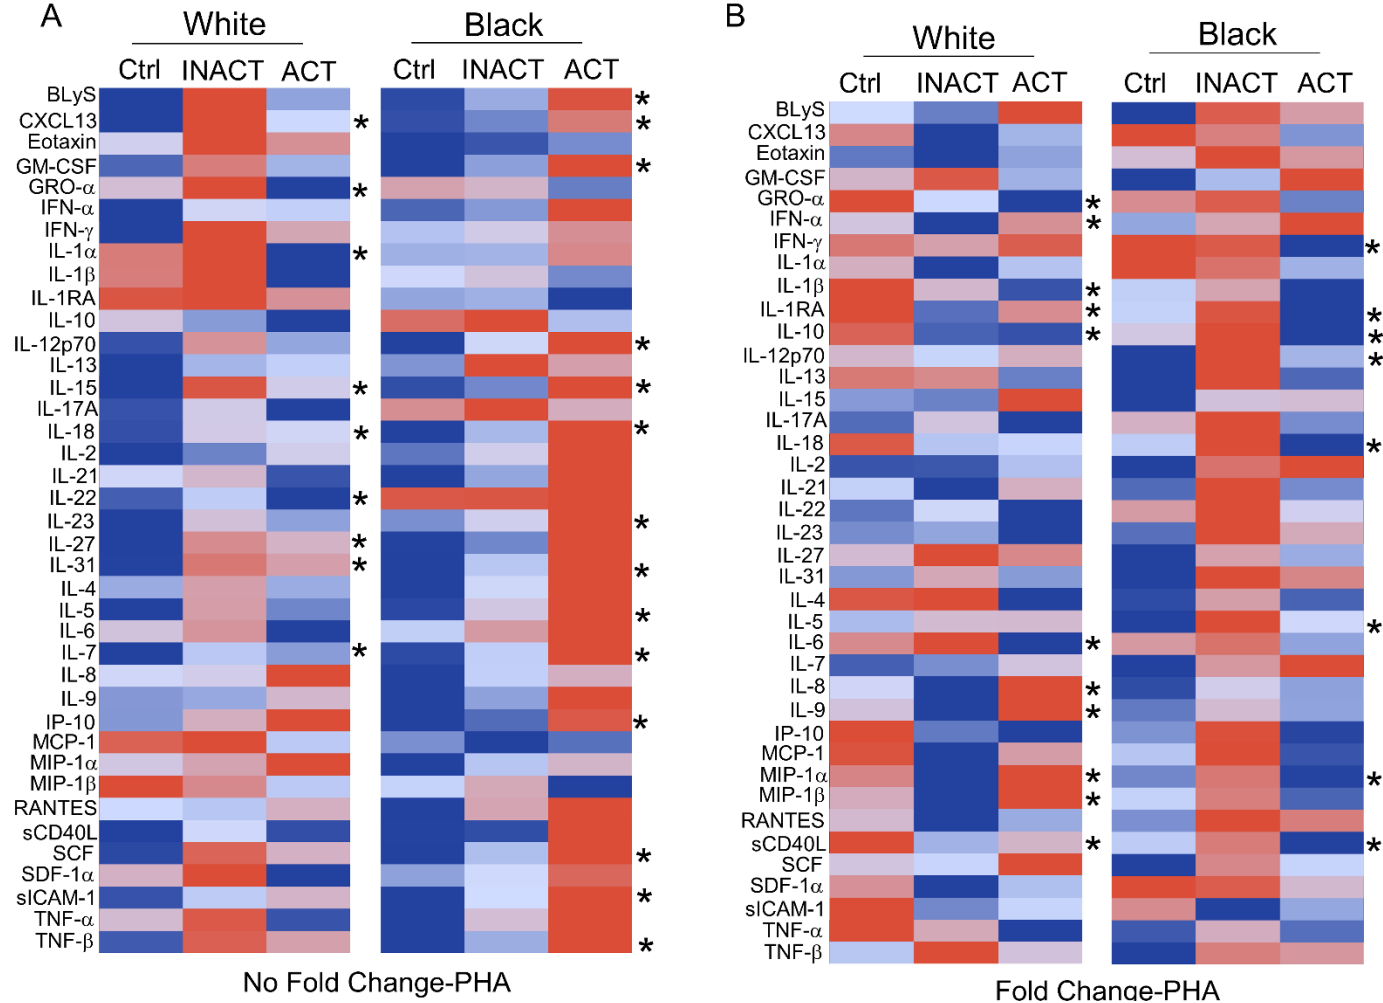 A
White
Black
Ctrl INACT ACT
Ctrl INACT ACT
BLyS *
CXCL13 * *
Eotaxin
GM-CSF *
GRO-α *
IFN-α
IFN-γ
IL-1α *
IL-1β
IL-1RA
IL-10
IL-12p70 *
IL-13
IL-15 * *
IL-17A
IL-18 * *
IL-2
IL-21
IL-22 *
IL-23 *
IL-27 *
IL-31 * *
IL-4
IL-5 *
IL-6
IL-7 * *
IL-8
IL-9
IP-10 *
MCP-1
MIP-1α
MIP-1β
RANTES
sCD40L
SCF *
SDF-1α
sICAM-1 *
TNF-α
TNF-β *
No Fold Change-PHA
B
White
Black
Ctrl INACT ACT
Ctrl INACT ACT
BLyS
CXCL13
Eotaxin
GM-CSF
GRO-α *
IFN-α *
IFN-γ *
IL-1α
IL-1β *
IL-1RA * *
IL-10 * *
IL-12p70 *
IL-13
IL-15
IL-17A
IL-18 *
IL-2
IL-21
IL-22
IL-23
IL-27
IL-31
IL-4
IL-5 *
IL-6 *
IL-7
IL-8 *
IL-9 *
IP-10
MCP-1
MIP-1α * *
MIP-1β *
RANTES
sCD40L * *
SCF
SDF-1α
sICAM-1
TNF-α
TNF-β
Fold Change-PHA